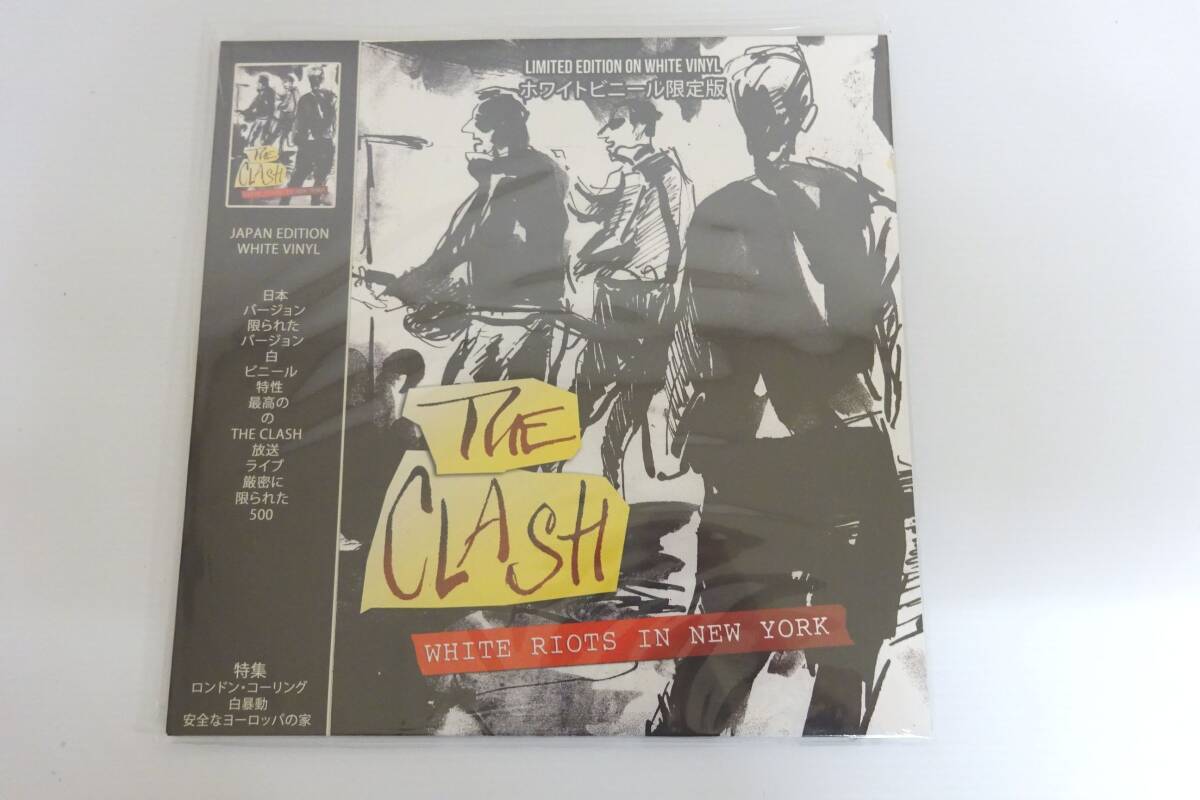 LIMITED EDITION ON WHITE VINYL
ホワイトビニール限定版
THE
CLASH
JAPAN EDITION
WHITE VINYL
日本
バージョン
限られた
バージョン
白
ビニール
特性
最高の
の
THE CLASH
放送
ライブ
厳密に
限られた
500
特集
ロンドン・コーリング
白暴動
安全なヨーロッパの家
THE
CLASH
WHITE RIOTS IN NEW YORK